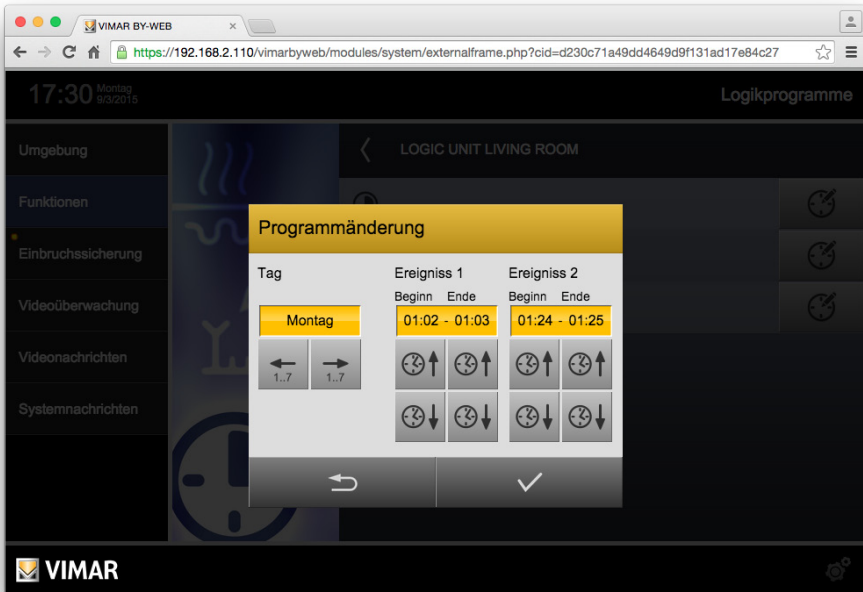 VIMAR BY-WEB
https://192.168.2.110/vimarbyweb/modules/system/externalframe.php?cid=d230c71a49dd4649d9f131ad17e84c27
17:30 Montag
9/3/2015
Logikprogramme
Umgebung
Funktionen
Einbruchssicherung
Videoüberwachung
Videonachrichten
Systemnachrichten
LOGIC UNIT LIVING ROOM
Programmänderung
Tag Ereigniss 1 Ereigniss 2
Beginn Ende Beginn Ende
Montag 01:02 - 01:03 01:24 - 01:25
1..7 1..7
VIMAR